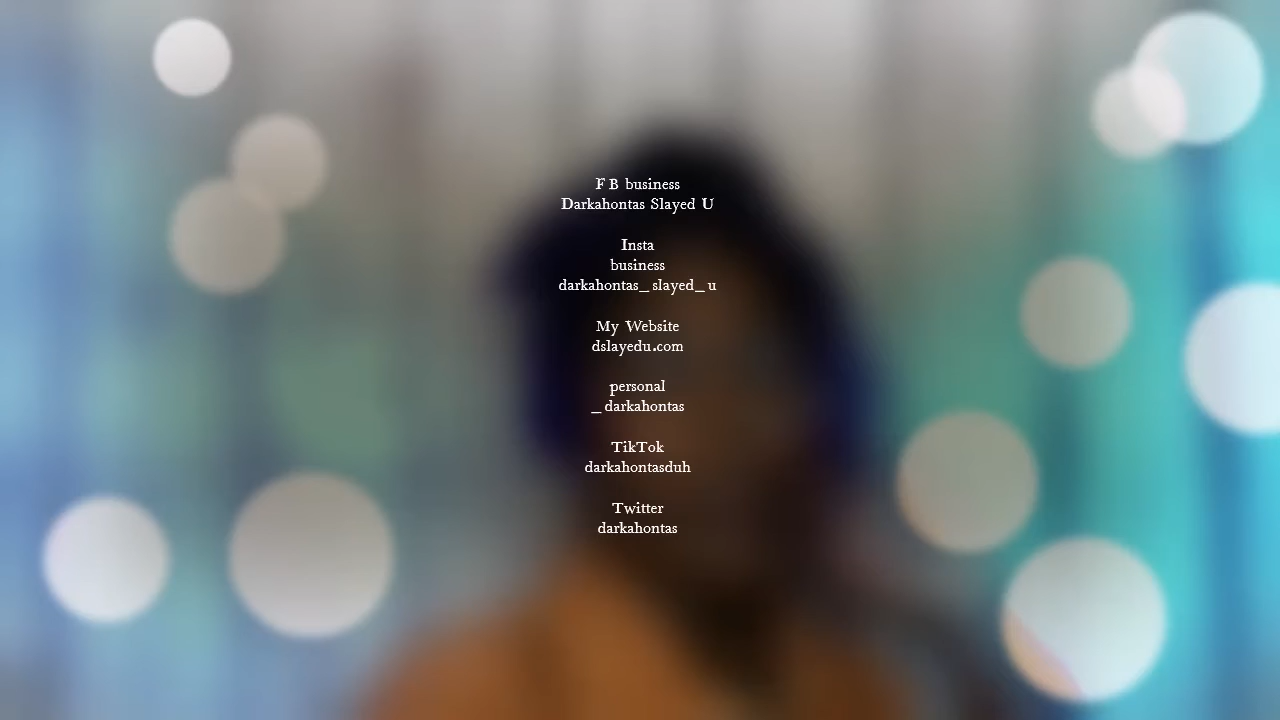 F B business
Darkahontas Slayed U
Insta
business
darkahontas_slayed_u
My Website
dslayedu.com
personal
_darkahontas
TikTok
darkahontasduh
Twitter
darkahontas